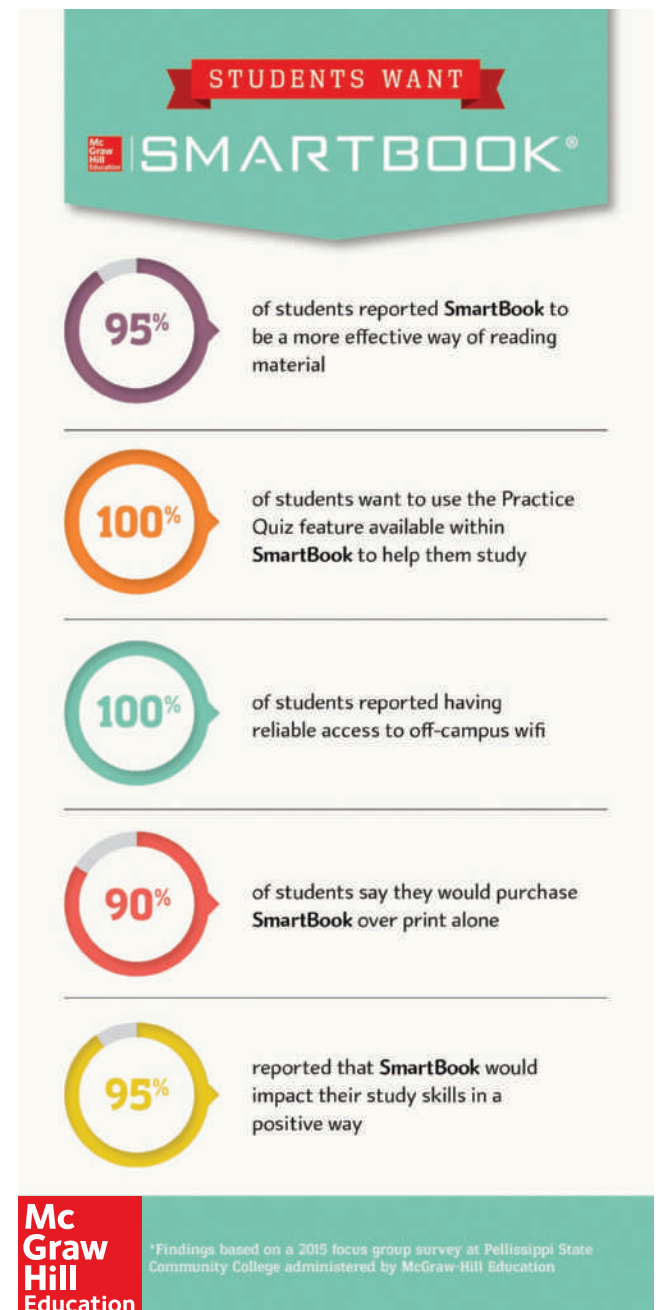 STUDENTS WANT
Mc
Graw
Hill
Education
SMARTBOOK®
95%
of students reported SmartBook to
be a more effective way of reading
material
100%
of students want to use the Practice
Quiz feature available within
SmartBook to help them study
100%
of students reported having
reliable access to off-campus wifi
90%
of students say they would purchase
SmartBook over print alone
95%
reported that SmartBook would
impact their study skills in a
positive way
Mc
Graw
Hill
Education
*Findings based on a 2015 focus group survey at Pellissippi State
Community College administered by McGraw-Hill Education